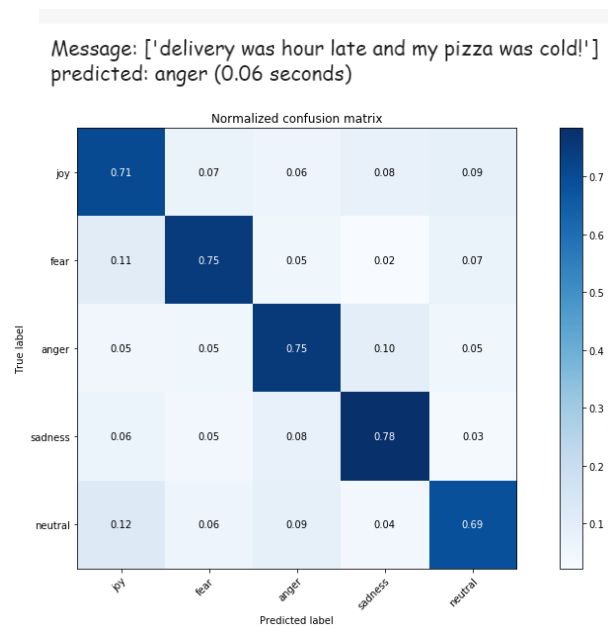 Message: ['delivery was hour late and my pizza was cold!']
predicted: anger (0.06 seconds)
Normalized confusion matrix
joy 0.71 0.07 0.06 0.08 0.09
fear 0.11 0.75 0.05 0.02 0.07
anger 0.05 0.05 0.75 0.10 0.05
sadness 0.06 0.05 0.08 0.78 0.03
neutral 0.12 0.06 0.09 0.04 0.69
joy fear anger sadness neutral
True label
Predicted label
0.7
0.6
0.5
0.4
0.3
0.2
0.1